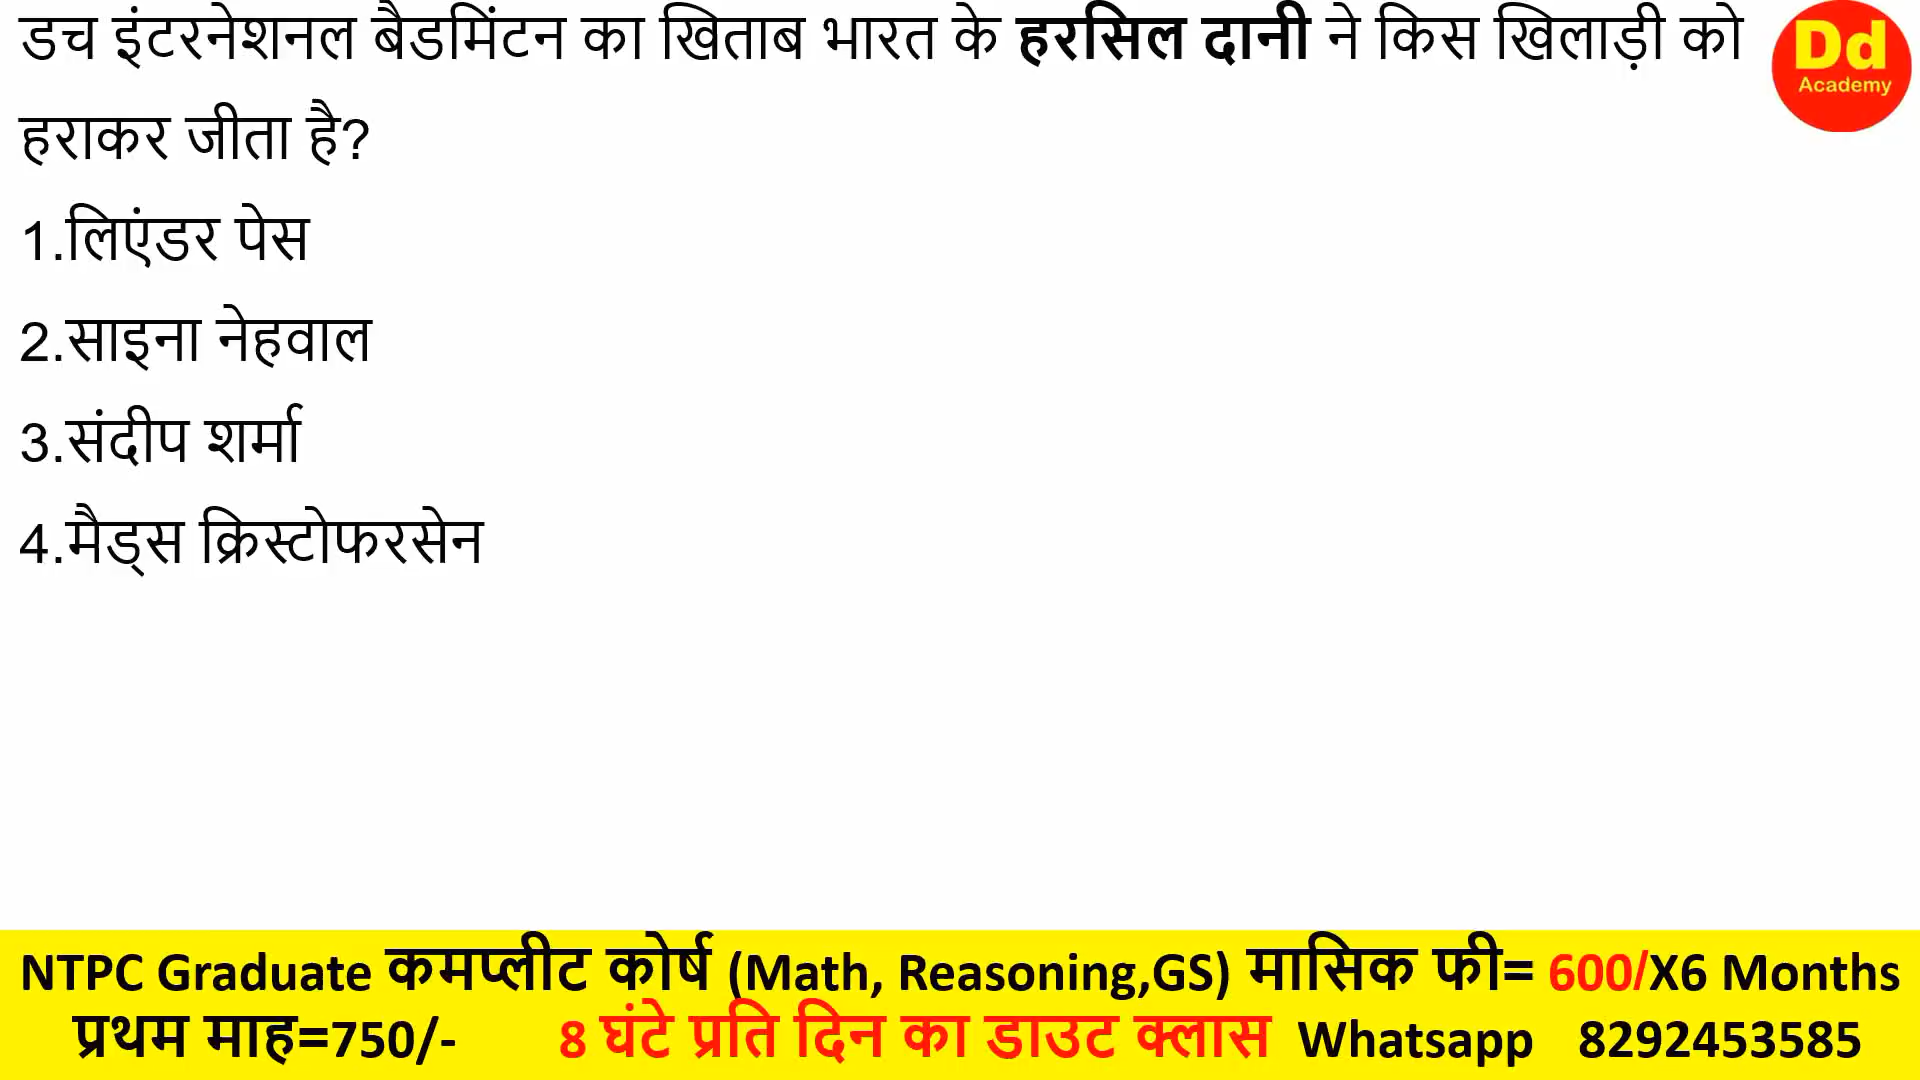 डच इंटरनेशनल बैडमिंटन का खिताब भारत के हरसिल दानी ने किस खिलाड़ी को
हराकर जीता है?
1.लिएंडर पेस
2.साइना नेहवाल
3.संदीप शर्मा
4.मैड्स क्रिस्टोफरसेन
Dd
Academy
NTPC Graduate कमप्लीट कोर्ष (Math, Reasoning,GS) मासिक फी= 600/X6 Months
प्रथम माह=750/- 8 घंटे प्रति दिन का डाउट क्लास Whatsapp 8292453585